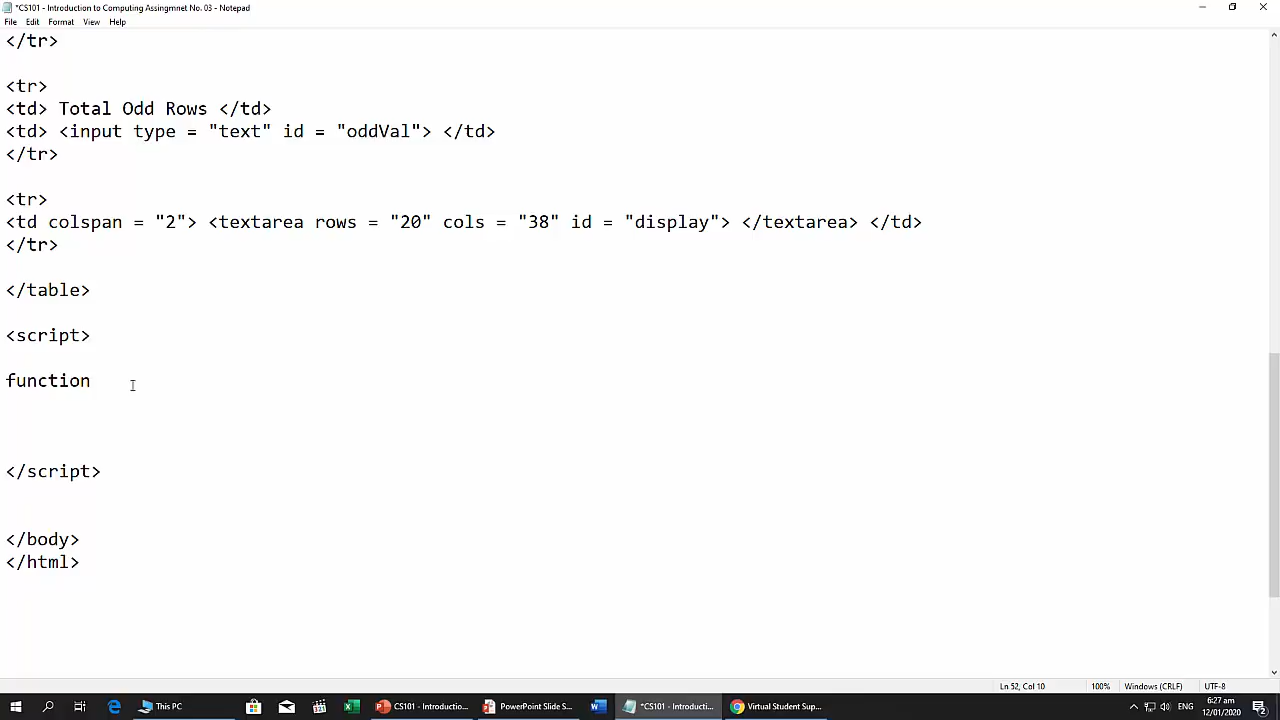 *CS101 - Introduction to Computing Assingmnet No. 03 - Notepad
File Edit Format View Help
</tr>
<tr>
<td> Total Odd Rows </td>
<td> <input type = "text" id = "oddVal"> </td>
</tr>
<tr>
<td colspan = "2"> <textarea rows = "20" cols = "38" id = "display"> </textarea> </td>
</tr>
</table>
<script>
function
</script>
</body>
</html>
Ln 52, Col 10 100% Windows (CRLF) UTF-8
This PC CS101 - Introductio... PowerPoint Slide S... *CS101 - Introducti... Virtual Student Sup... ENG 6:27 am
12/01/2020 2